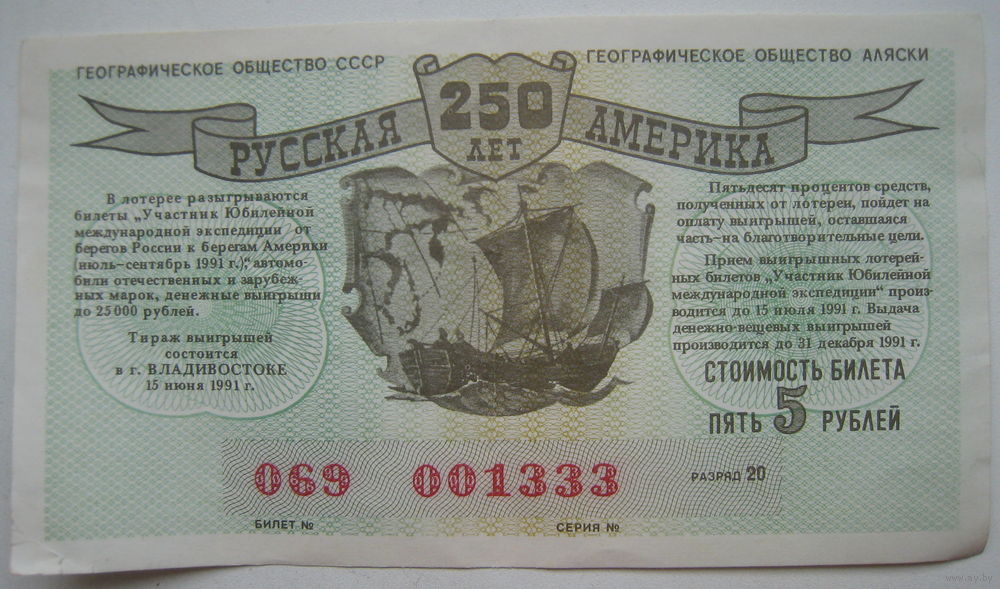 ГЕОГРАФИЧЕСКОЕ ОБЩЕСТВО СССР
ГЕОГРАФИЧЕСКОЕ ОБЩЕСТВО АЛЯСКИ
250
ЛЕТ
РУССКАЯ АМЕРИКА
В лотерее разыгрываются
билеты „Участник Юбилейной
международной экспедиции от
берегов России к берегам Америки
(июль–сентябрь 1991 г.)“, автомо-
били отечественных и зарубеж-
ных марок, денежные выигрыши
до 25 000 рублей.
Тираж выигрышей
состоится
в г. ВЛАДИВОСТОКЕ
15 июня 1991 г.
Пятьдесят процентов средств,
полученных от лотереи, пойдет на
оплату выигрышей, оставшаяся
часть–на благотворительные цели.
Прием выигрышных лотерей-
ных билетов „Участник Юбилейной
международной экспедиции“ произ-
водится до 15 июля 1991 г. Выдача
денежно-вещевых выигрышей
производится до 31 декабря 1991 г.
СТОИМОСТЬ БИЛЕТА
ПЯТЬ 5 РУБЛЕЙ
069 001333 РАЗРЯД 20
БИЛЕТ № СЕРИЯ №
www.ay.by